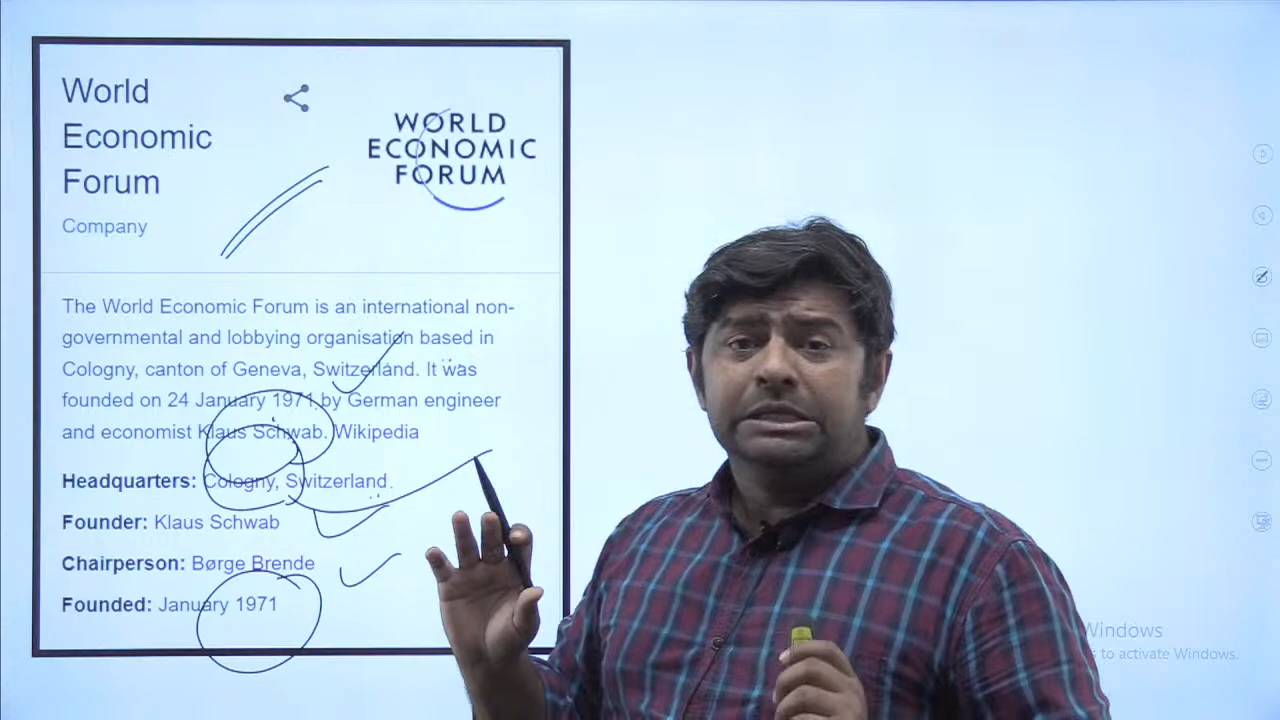 World
Economic
Forum
Company
WORLD
ECONOMIC
FORUM
The World Economic Forum is an international non-
governmental and lobbying organisation based in
Cologny, canton of Geneva, Switzerland. It was
founded on 24 January 1971 by German engineer
and economist Klaus Schwab. Wikipedia
Headquarters: Cologny, Switzerland
Founder: Klaus Schwab
Chairperson: Børge Brende
Founded: January 1971
Windows
to activate Windows.